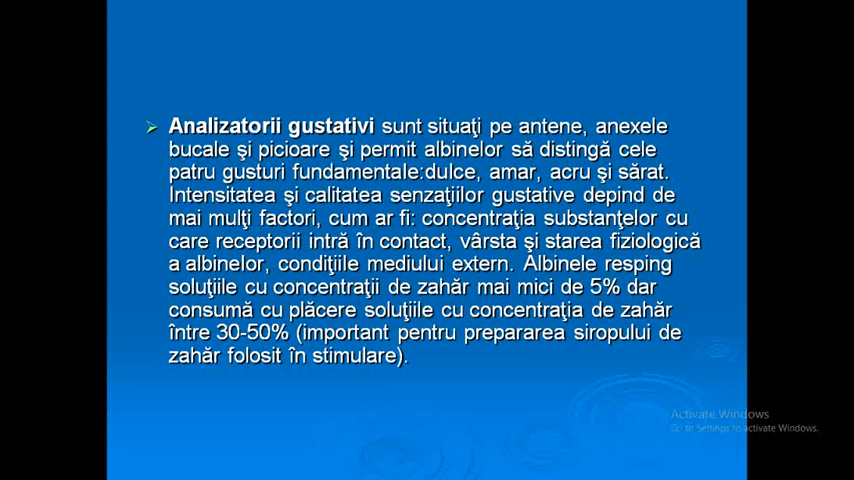 Analizatorii gustativi sunt situaţi pe antene, anexele
bucale şi picioare şi permit albinelor să distingă cele
patru gusturi fundamentale:dulce, amar, acru şi sărat.
Intensitatea şi calitatea senzaţiilor gustative depind de
mai mulţi factori, cum ar fi: concentraţia substanţelor cu
care receptorii intră în contact, vârsta şi starea fiziologică
a albinelor, condiţiile mediului extern. Albinele resping
soluţiile cu concentraţii de zahăr mai mici de 5% dar
consumă cu plăcere soluţiile cu concentraţia de zahăr
între 30-50% (important pentru prepararea siropului de
zahăr folosit în stimulare).
Activate Windows
Go to Settings to activate Windows.